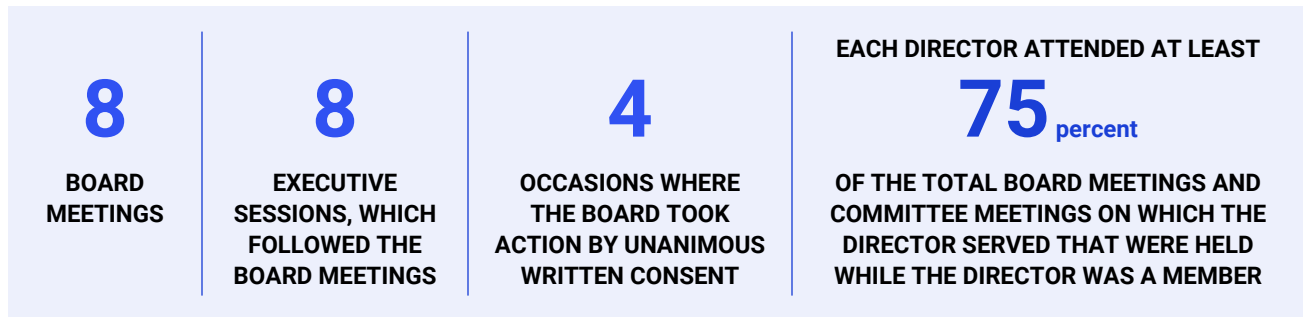 8
BOARD
MEETINGS
8
EXECUTIVE
SESSIONS, WHICH
FOLLOWED THE
BOARD MEETINGS
4
OCCASIONS WHERE
THE BOARD TOOK
ACTION BY UNANIMOUS
WRITTEN CONSENT
EACH DIRECTOR ATTENDED AT LEAST
75 percent
OF THE TOTAL BOARD MEETINGS AND
COMMITTEE MEETINGS ON WHICH THE
DIRECTOR SERVED THAT WERE HELD
WHILE THE DIRECTOR WAS A MEMBER